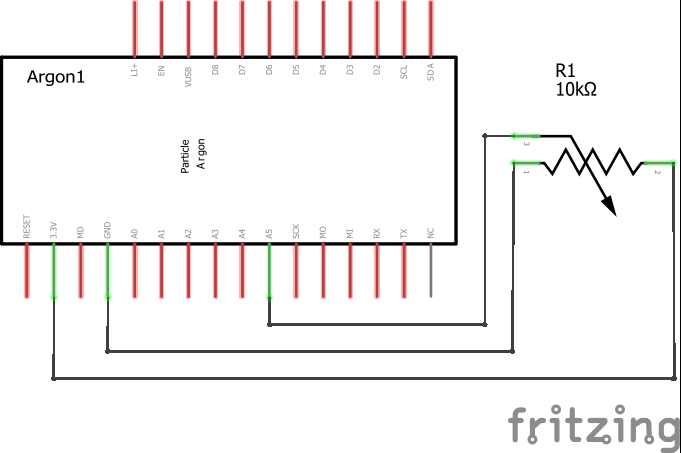 LI+
EN
VUSB
D8
D7
D6
D5
D4
D3
D2
SCL
SDA
Argon1
Particle
Argon
R1
10kΩ
3
1
2
RESET
3.3V
MD
GND
A0
A1
A2
A3
A4
A5
SCK
MO
MI
RX
TX
NC
fritzing